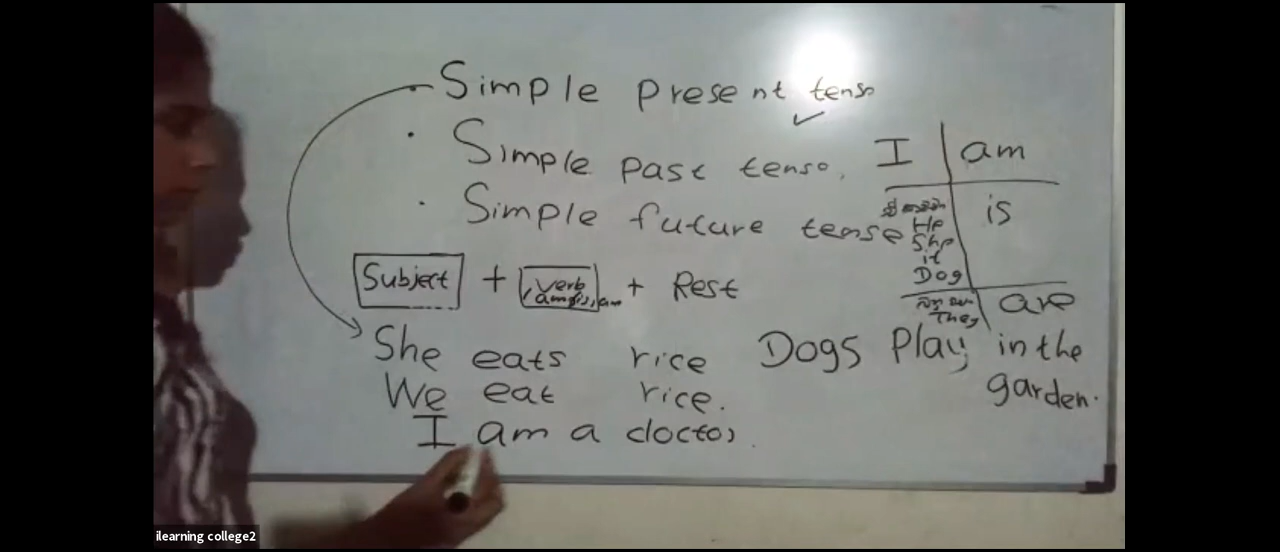 Simple present tense
Simple past tense.
Simple future tense
I am
is
He
She
it
Dog
are
They
Subject + verb + Rest
She eats rice
We eat rice.
I am a doctor.
Dogs Play in the
garden.
ilearning college2